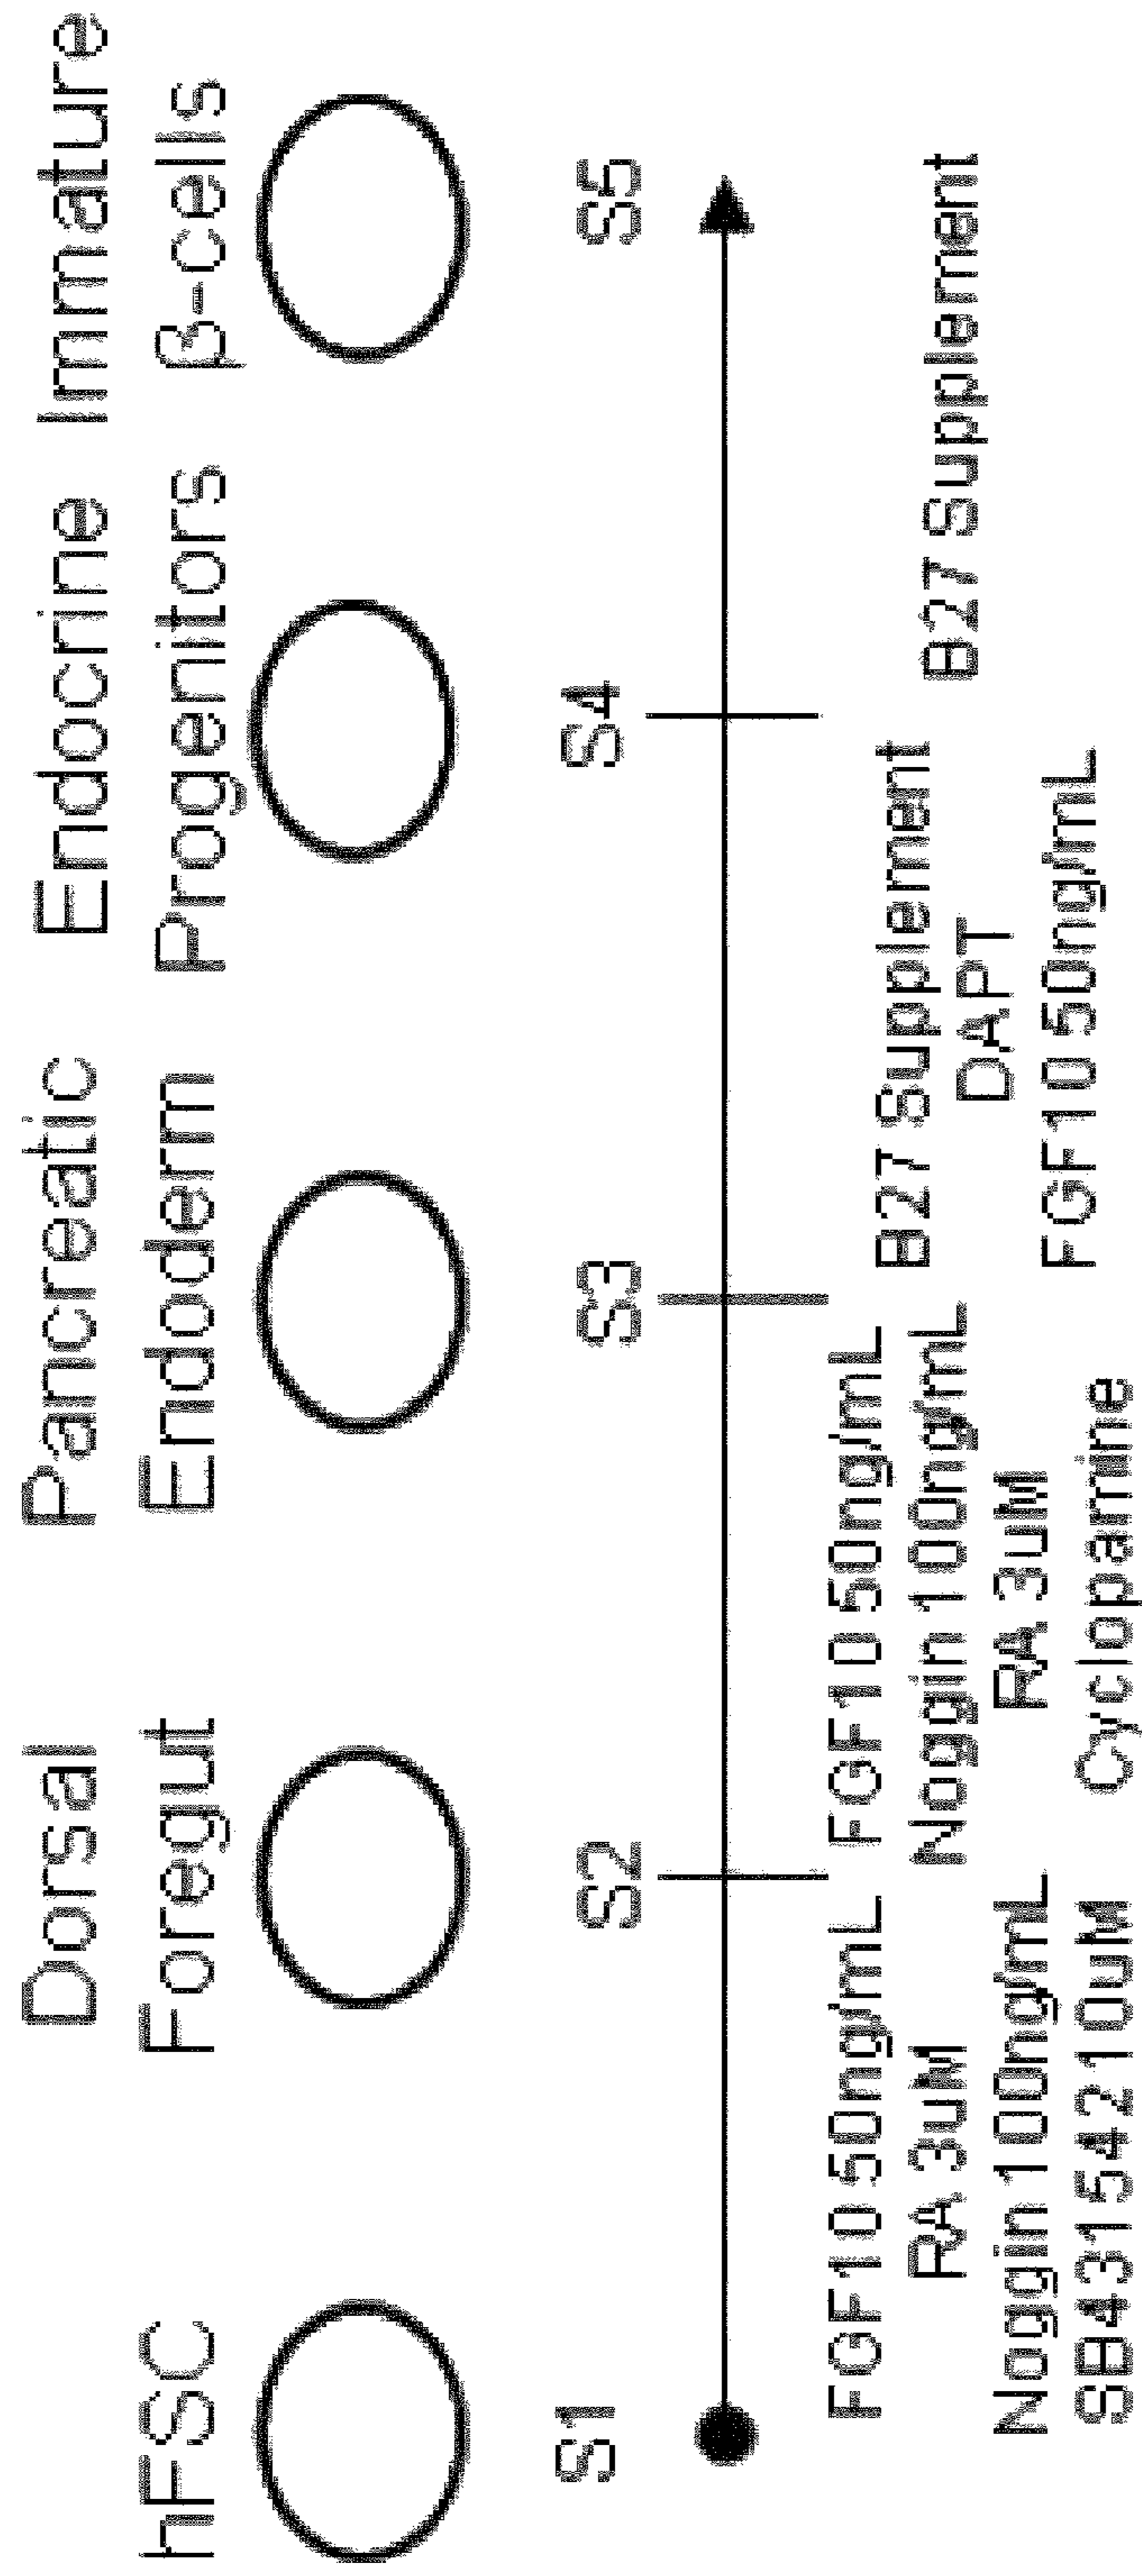 hFSC
Dorsal
Foregut
Pancreatic
Endoderm
Endocrine
Progenitors
Immature
β-cells
S1
S2
S3
S4
S5
FGF10 50ng/mL
RA 3uM
Noggin 100ng/mL
SB431542 10uM
FGF10 50ng/mL
Noggin 100ng/mL
RA 3uM
Cyclopamine
B27 Supplement
DAPT
FGF10 50ng/mL
B27 Supplement